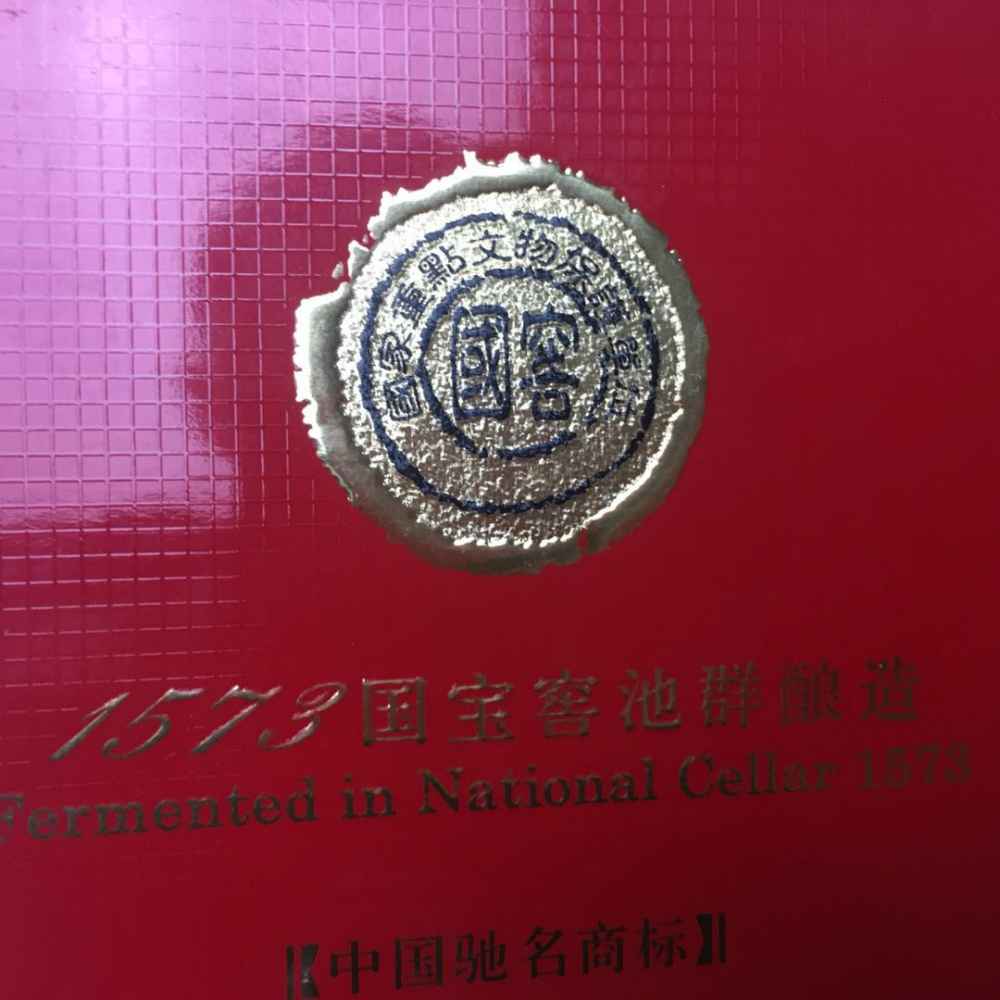 國家重點文物保護單位
國窖
1573国宝窖池群酿造
Fermented in National Cellar 1573
【中国驰名商标】